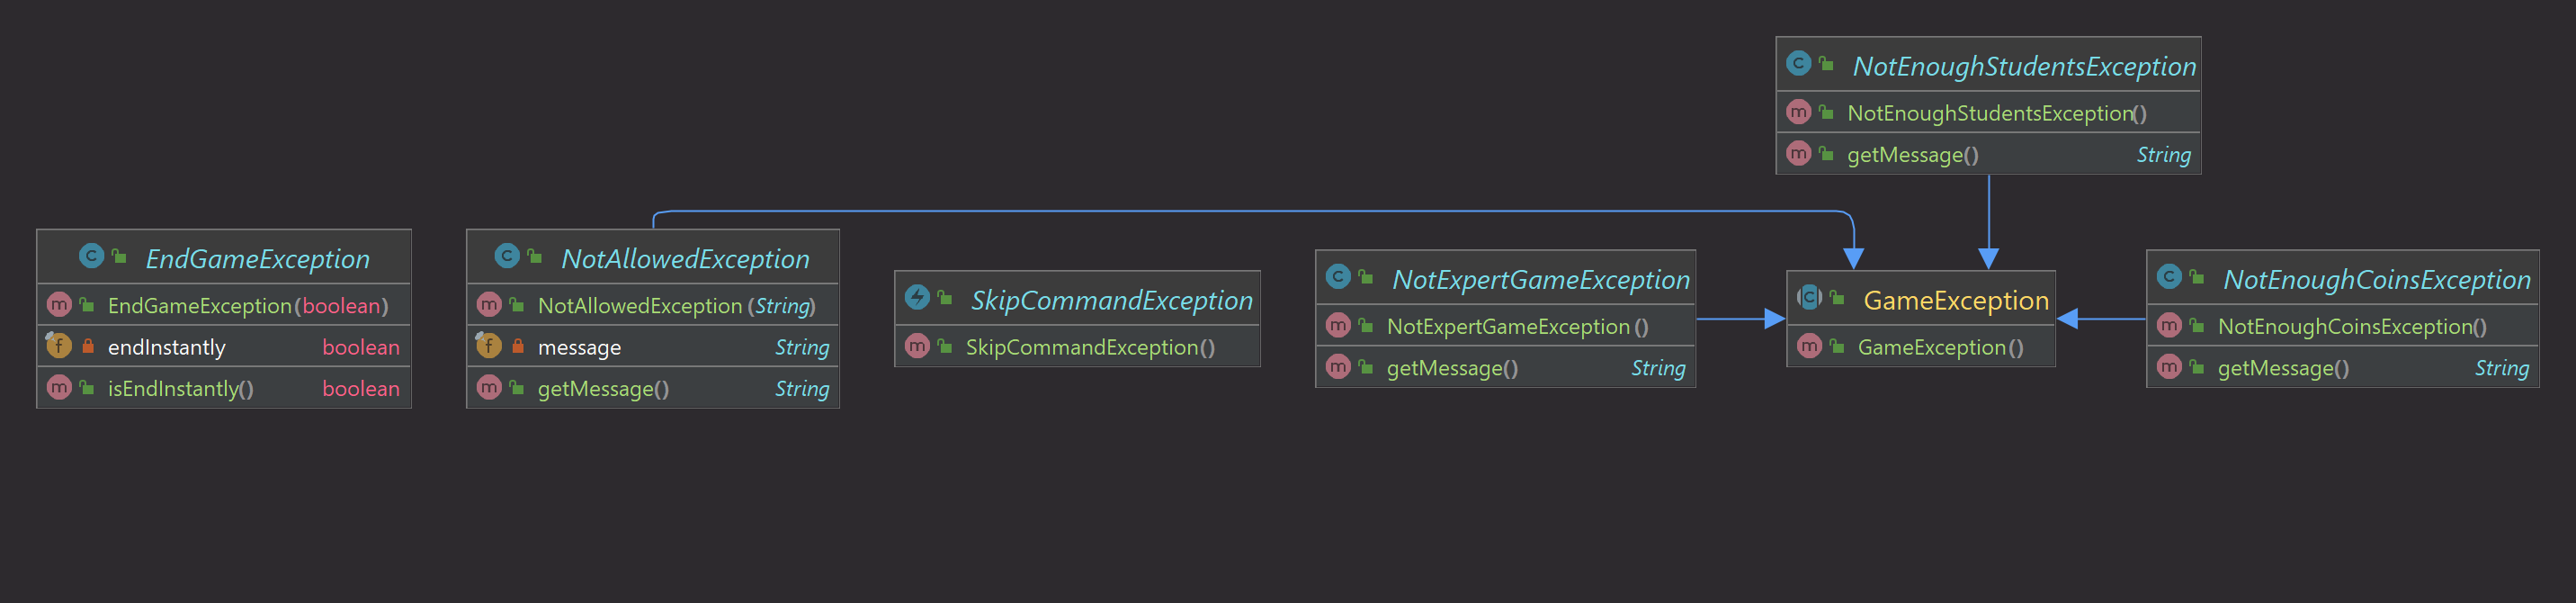 NotEnoughStudentsException
NotEnoughStudentsException()
getMessage() String
EndGameException
EndGameException(boolean)
endInstantly boolean
isEndInstantly() boolean
NotAllowedException
NotAllowedException (String)
message String
getMessage() String
SkipCommandException
SkipCommandException()
NotExpertGameException
NotExpertGameException ()
getMessage() String
GameException
GameException ()
NotEnoughCoinsException
NotEnoughCoinsException()
getMessage() String